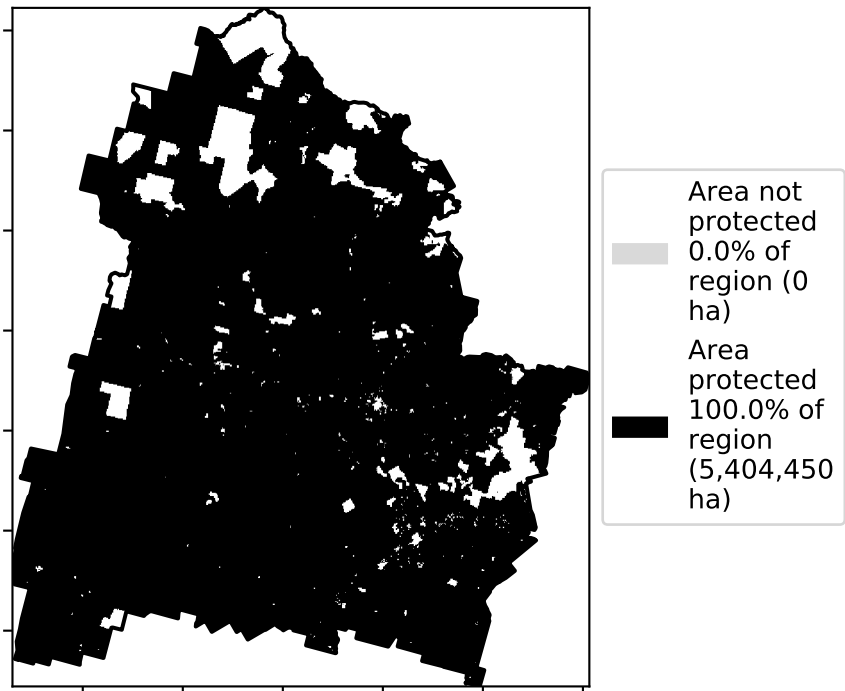 Area not
protected
0.0% of
region (0
ha)
Area
protected
100.0% of
region
(5,404,450
ha)